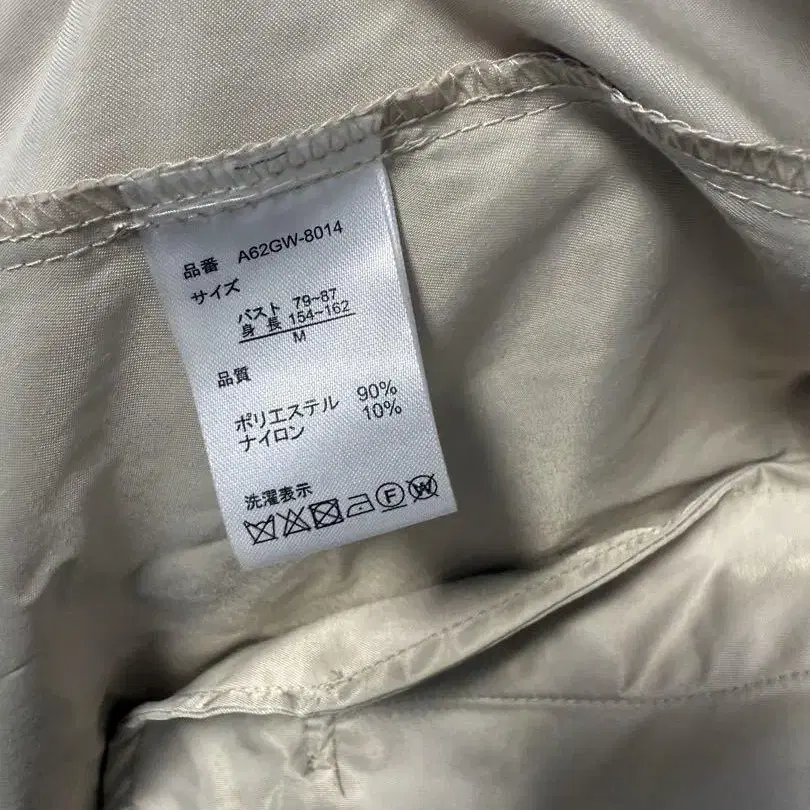 品番 A62GW-8014
サイズ
バスト 79~87
身長 154~162
M
品質
ポリエステル 90%
ナイロン 10%
洗濯表示
F W